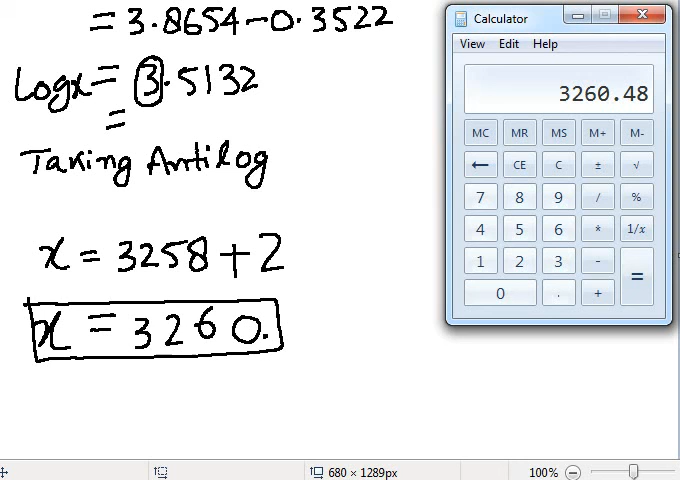 = 3.8654-0.3522
Logx = 3.5132
=
Taking Antilog
x = 3258+2
x = 3260.
Calculator
View Edit Help
3260.48
MC MR MS M+ M-
← CE C ± √
7 8 9 / %
4 5 6 * 1/x
1 2 3 - =
0 . +
680 × 1289px
100%